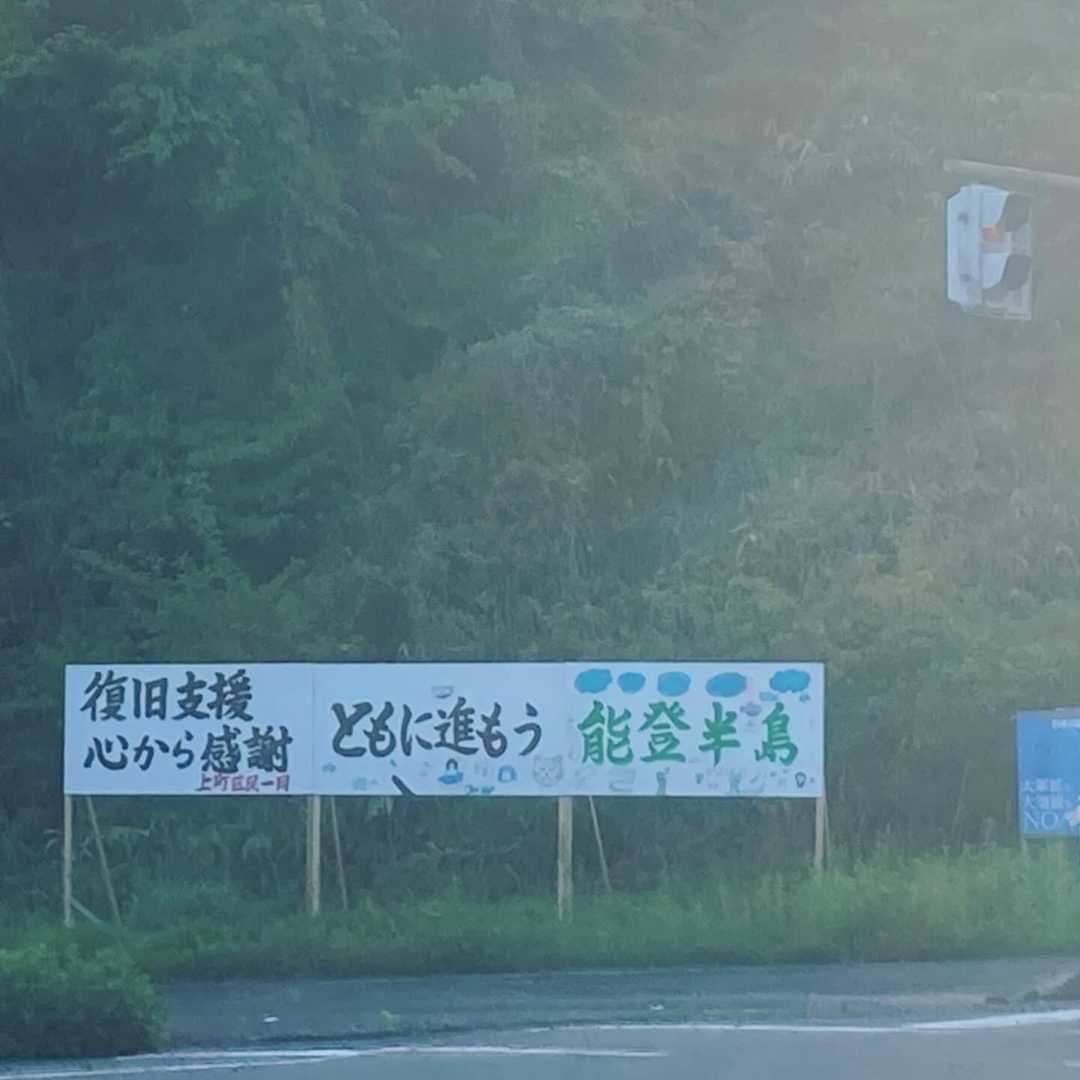 復旧支援
心から感謝
上町区民一同
ともに進もう
能登半島
NO